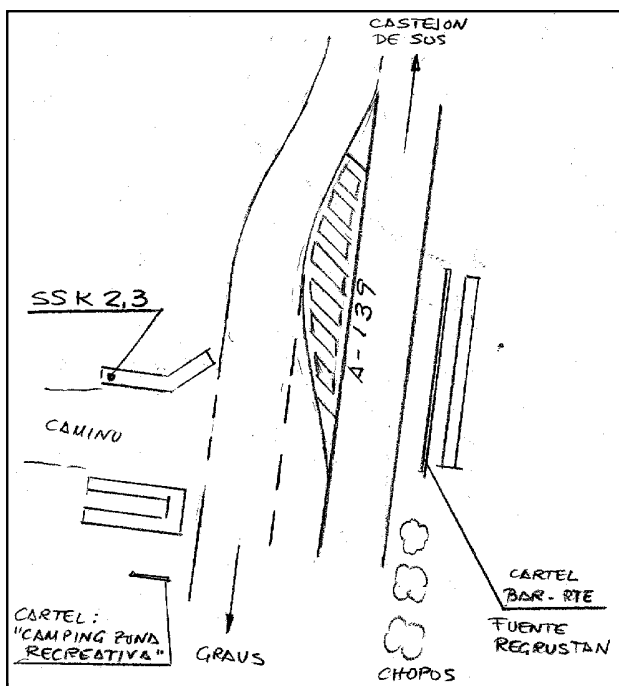 CASTEJON
DE SOS
SSK 2,3
A-139
CAMINO
CARTEL:
"CAMPING ZONA
RECREATIVA"
GRAUS
CHOPOS
CARTEL
BAR-RTE
FUENTE
REGRUSTAN